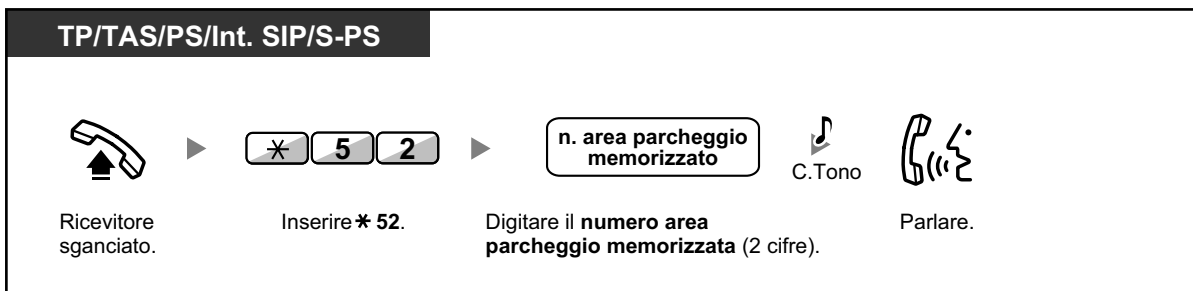 TP/TAS/PS/Int. SIP/S-PS
* 5 2
n. area parcheggio
memorizzato
C.Tono
Ricevitore
sganciato.
Inserire * 52.
Digitare il numero area
parcheggio memorizzata (2 cifre).
Parlare.